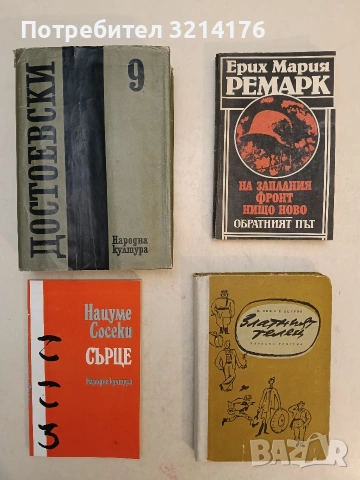 Telefon: 3214176
ДОСТОЕВСКИ
9
Народна
култура
Ерих Мария
РЕМАРК
НА ЗАПАДНИЯ
ФРОНТ
НИЩО НОВО
ОБРАТНИЯТ ПЪТ
Нацуме
Сосеки
СЪРЦЕ
Народна култура
Златният
телец
BAZAR